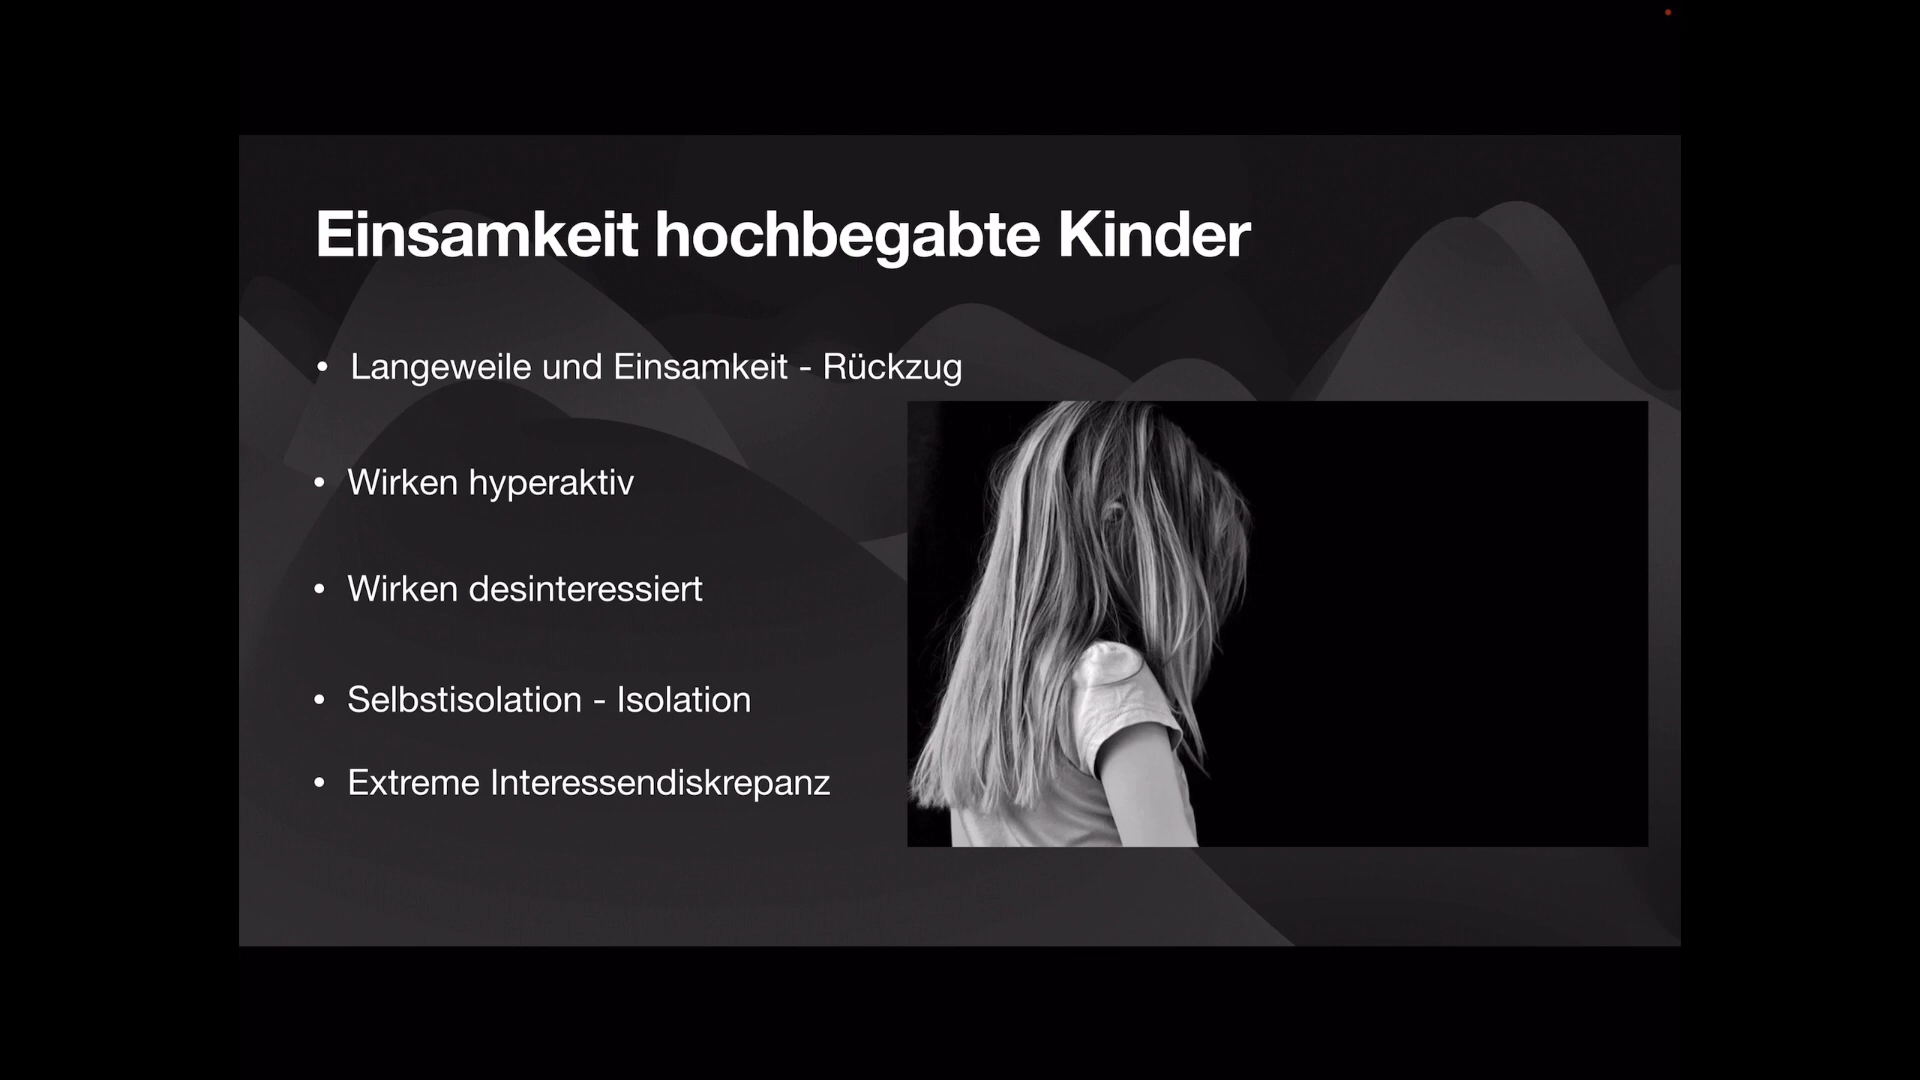 Einsamkeit hochbegabte Kinder
• Langeweile und Einsamkeit - Rückzug
• Wirken hyperaktiv
• Wirken desinteressiert
• Selbstisolation - Isolation
• Extreme Interessendiskrepanz